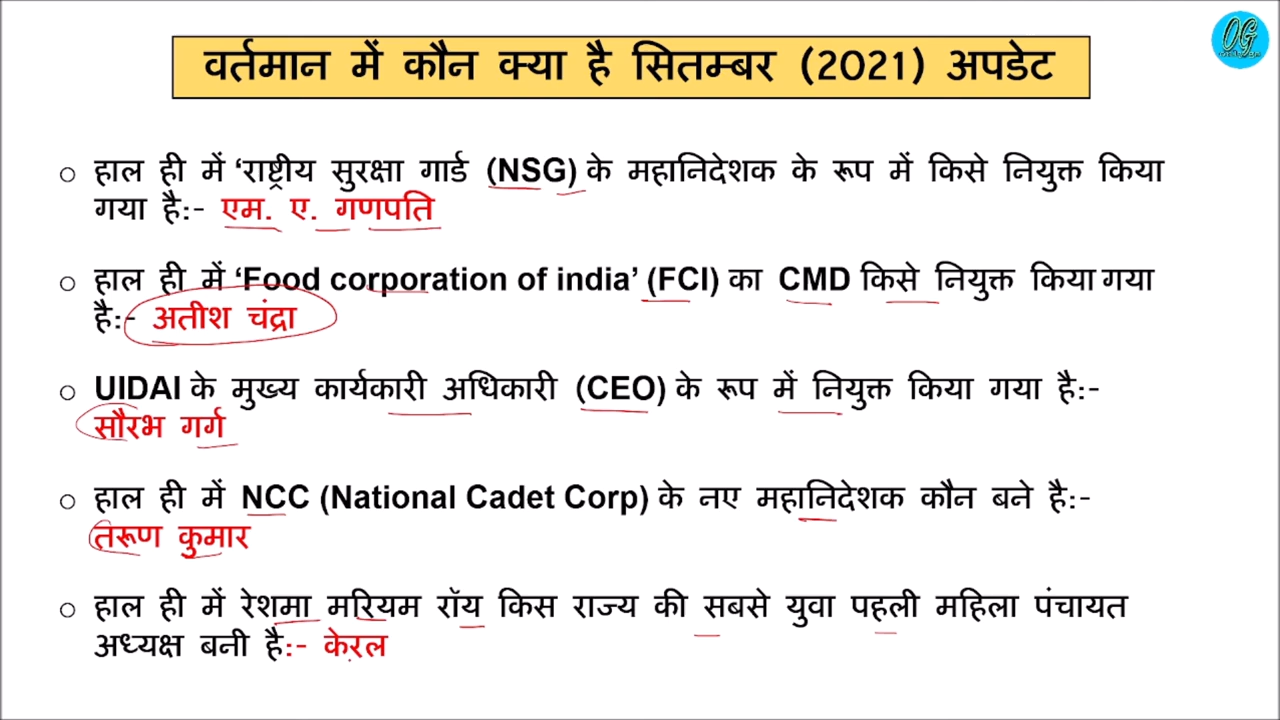 OG
वर्तमान में कौन क्या है सितम्बर (2021) अपडेट
○ हाल ही में ‘राष्ट्रीय सुरक्षा गार्ड (NSG) के महानिदेशक के रूप में किसे नियुक्त किया
गया है:- एम. ए. गणपति
○ हाल ही में ‘Food corporation of india’ (FCI) का CMD किसे नियुक्त किया गया
है:- अतीश चंद्रा
○ UIDAI के मुख्य कार्यकारी अधिकारी (CEO) के रूप में नियुक्त किया गया है:-
सौरभ गर्ग
○ हाल ही में NCC (National Cadet Corp) के नए महानिदेशक कौन बने है:-
तरूण कुमार
○ हाल ही में रेशमा मरियम रॉय किस राज्य की सबसे युवा पहली महिला पंचायत
अध्यक्ष बनी है:- केरल